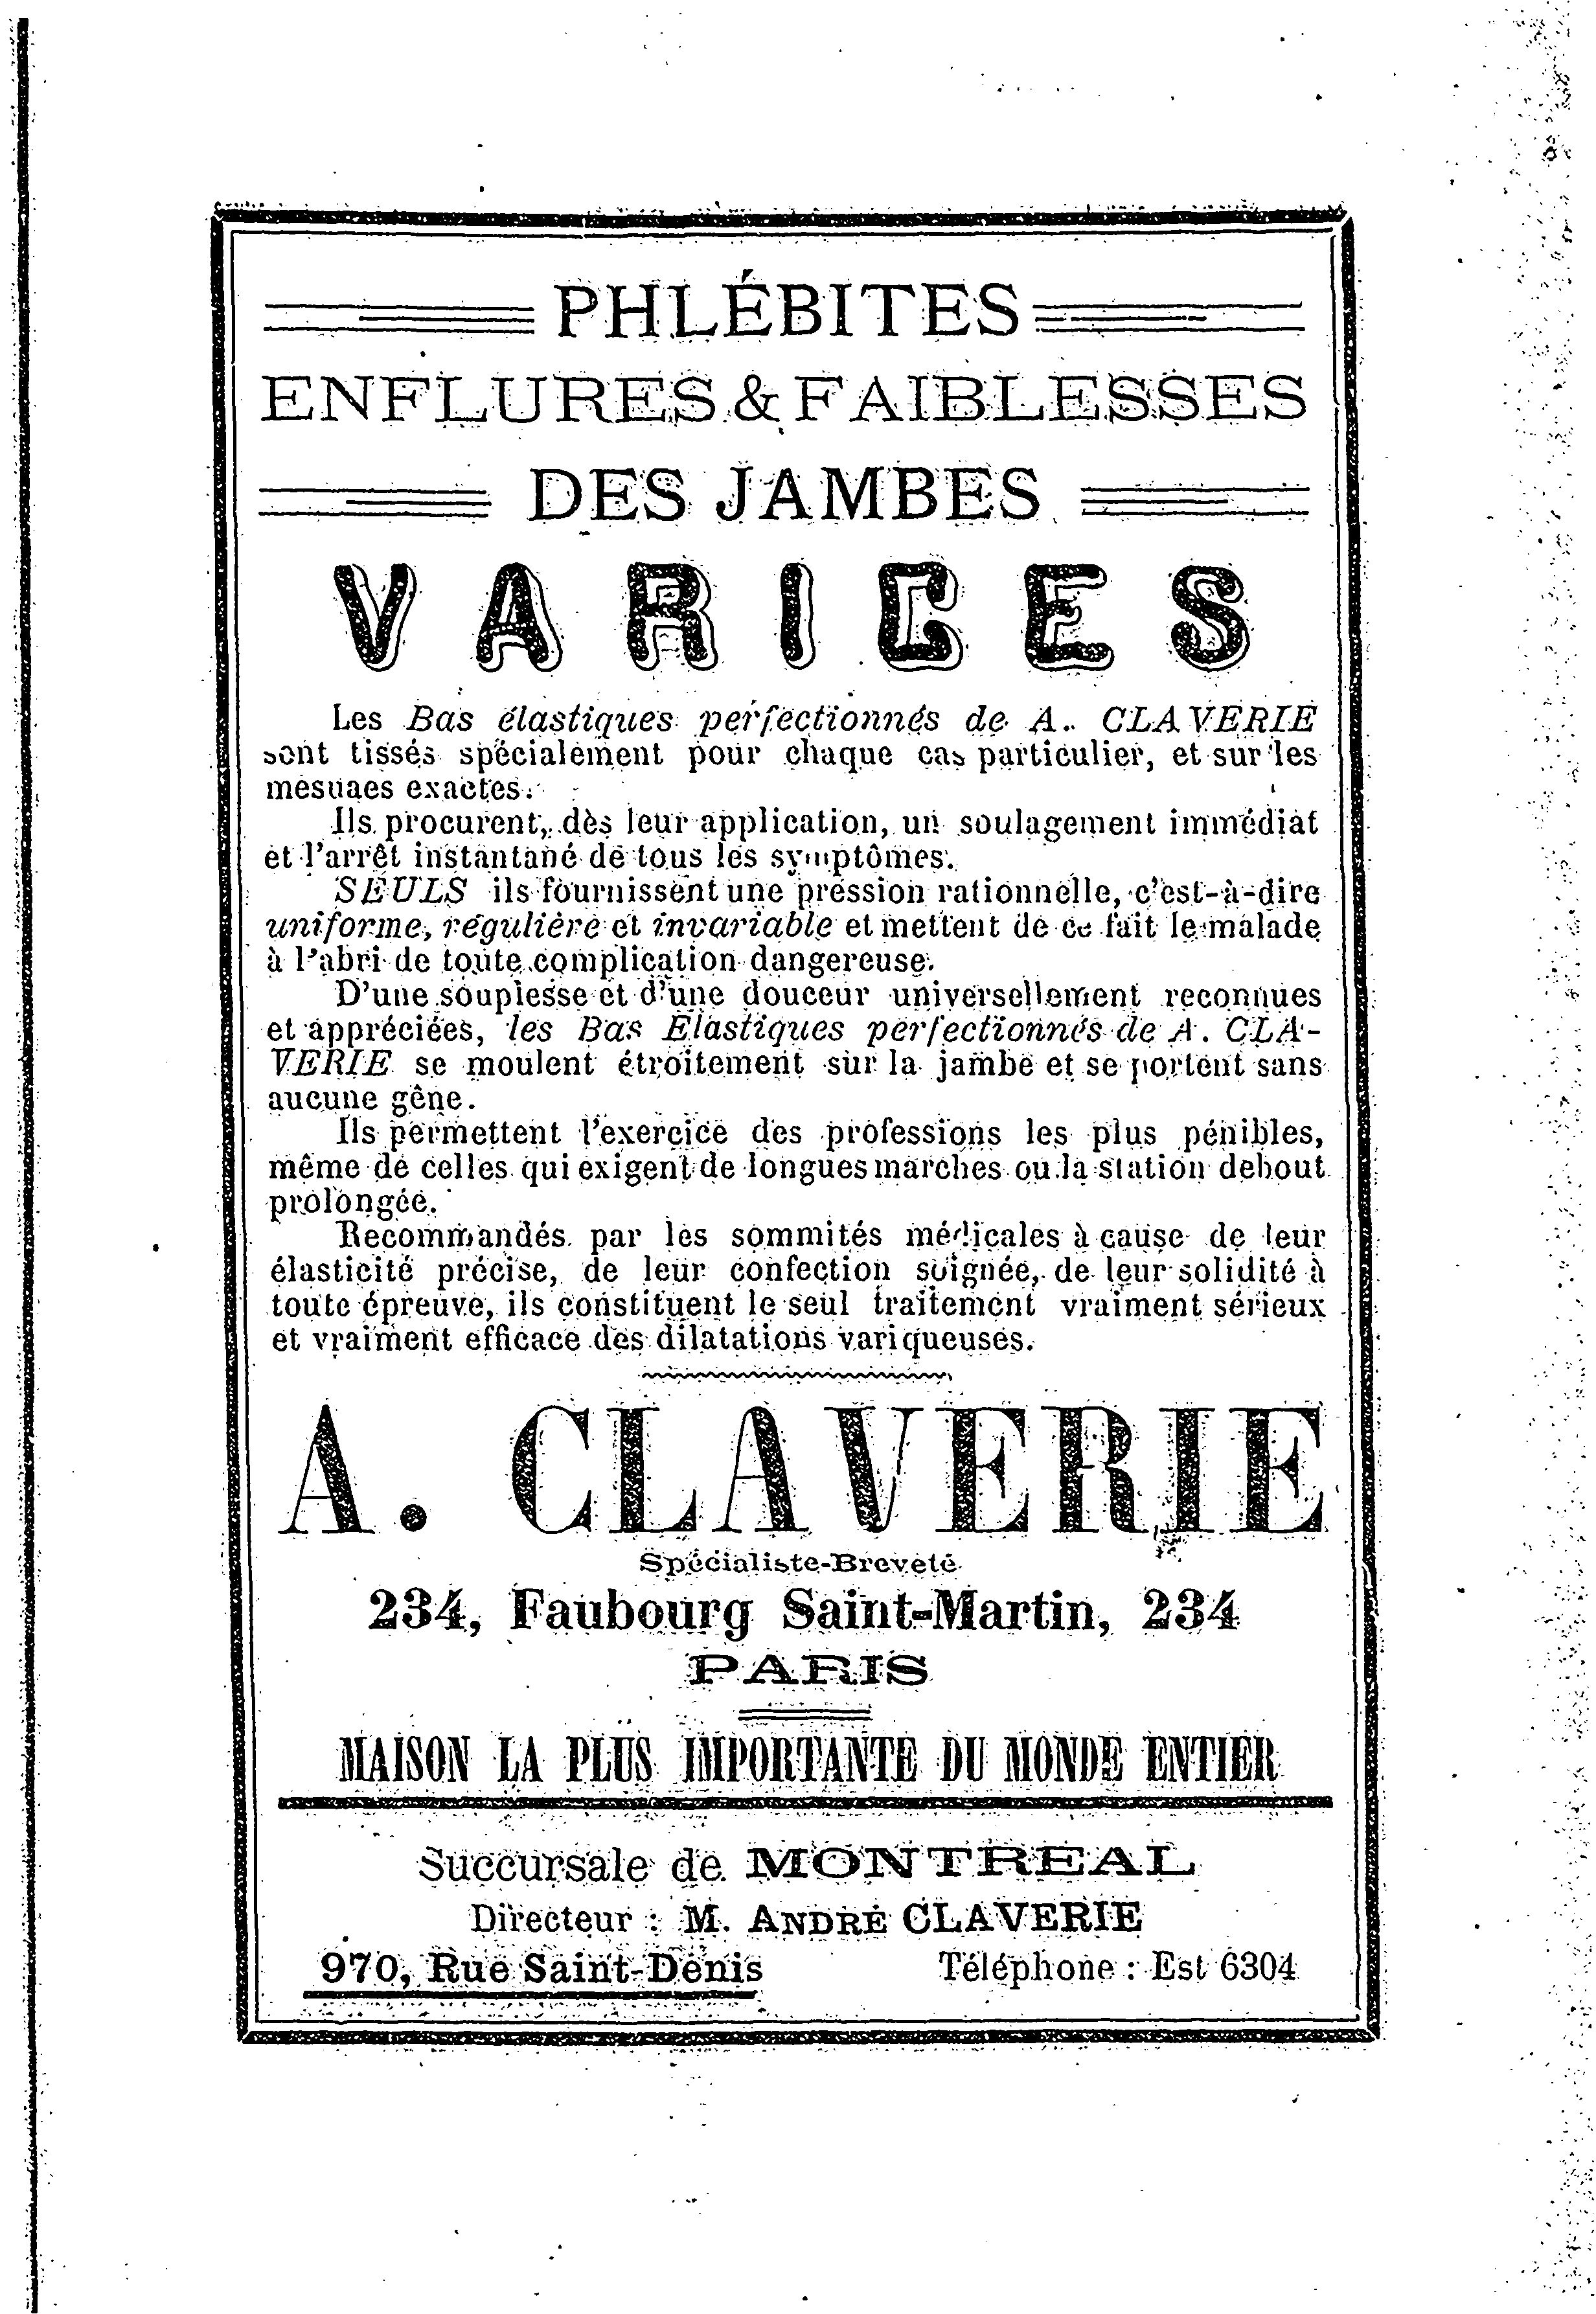 PHLÉBITES
ENFLURES & FAIBLESSES
DES JAMBES
VARICES
Les Bas élastiques perfectionnés de A. CLAVERIE
sont tissés spécialement pour chaque cas particulier, et sur les
mesuaes exactes.
Ils procurent, dès leur application, un soulagement immédiat
et l'arrêt instantané de tous les symptômes.
SEULS ils fournissent une pression rationnelle, c'est-à-dire
uniforme, régulière et invariable et mettent de ce fait le malade
à l'abri de toute complication dangereuse.
D'une souplesse et d'une douceur universellement reconnues
et appréciées, les Bas Elastiques perfectionnés de A. CLA-
VERIE se moulent étroitement sur la jambe et se portent sans
aucune gêne.
Ils permettent l'exercice des professions les plus pénibles,
même de celles qui exigent de longues marches ou la station debout
prolongée.
Recommandés par les sommités médicales à cause de leur
élasticité précise, de leur confection soignée, de leur solidité à
toute épreuve, ils constituent le seul traitement vraiment sérieux
et vraiment efficace des dilatations variqueuses.
A. CLAVERIE
Spécialiste-Breveté
234, Faubourg Saint-Martin, 234
PARIS
MAISON LA PLUS IMPORTANTE DU MONDE ENTIER
Succursale de MONTREAL
Directeur : M. ANDRÉ CLAVERIE
970, Rue Saint-Denis Téléphone : Est 6304